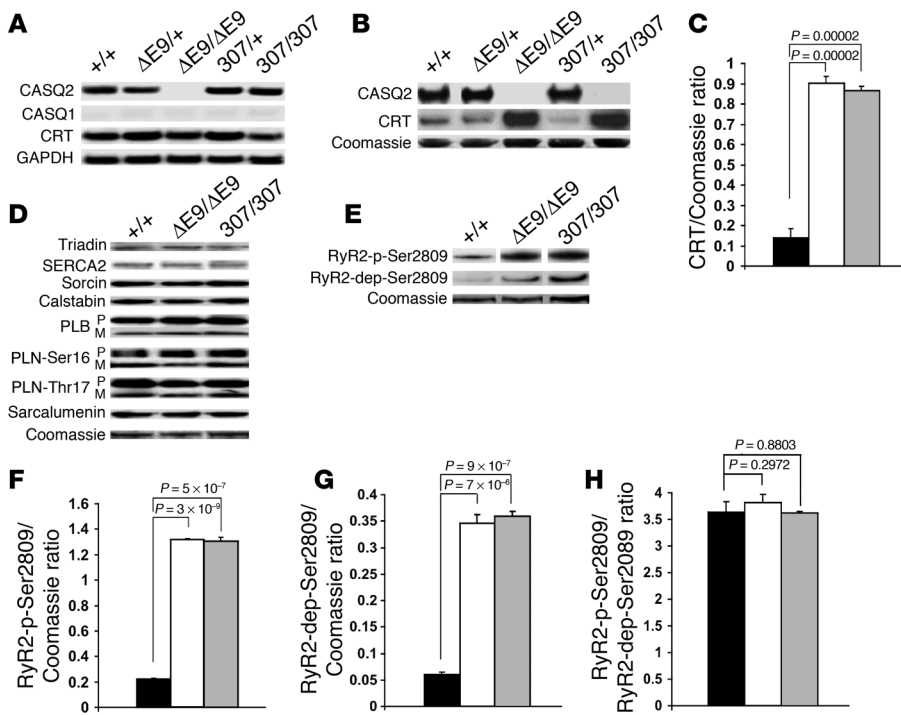 A
+/+
ΔE9/+
ΔE9/ΔE9
307/+
307/307
CASQ2
CASQ1
CRT
GAPDH
B
+/+
ΔE9/+
ΔE9/ΔE9
307/+
307/307
CASQ2
CRT
Coomassie
C
P = 0.00002
P = 0.00002
CRT/Coomassie ratio
1
0.9
0.8
0.7
0.6
0.5
0.4
0.3
0.2
0.1
0
D
+/+
ΔE9/ΔE9
307/307
Triadin
SERCA2
Sorcin
Calstabin
PLB P
M
PLN-Ser16 P
M
PLN-Thr17 P
M
Sarcalumenin
Coomassie
E
+/+
ΔE9/ΔE9
307/307
RyR2-p-Ser2809
RyR2-dep-Ser2809
Coomassie
F
P = 5 × 10⁻⁷
P = 3 × 10⁻⁹
RyR2-p-Ser2809/
Coomassie ratio
1.6
1.4
1.2
1
0.8
0.6
0.4
0.2
0
G
P = 9 × 10⁻⁷
P = 7 × 10⁻⁶
RyR2-dep-Ser2809/
Coomassie ratio
0.4
0.35
0.3
0.25
0.2
0.15
0.1
0.05
0
H
P = 0.8803
P = 0.2972
RyR2-p-Ser2809/
RyR2-dep-Ser2089 ratio
4
3.5
3
2.5
2
1.5
1
0.5
0